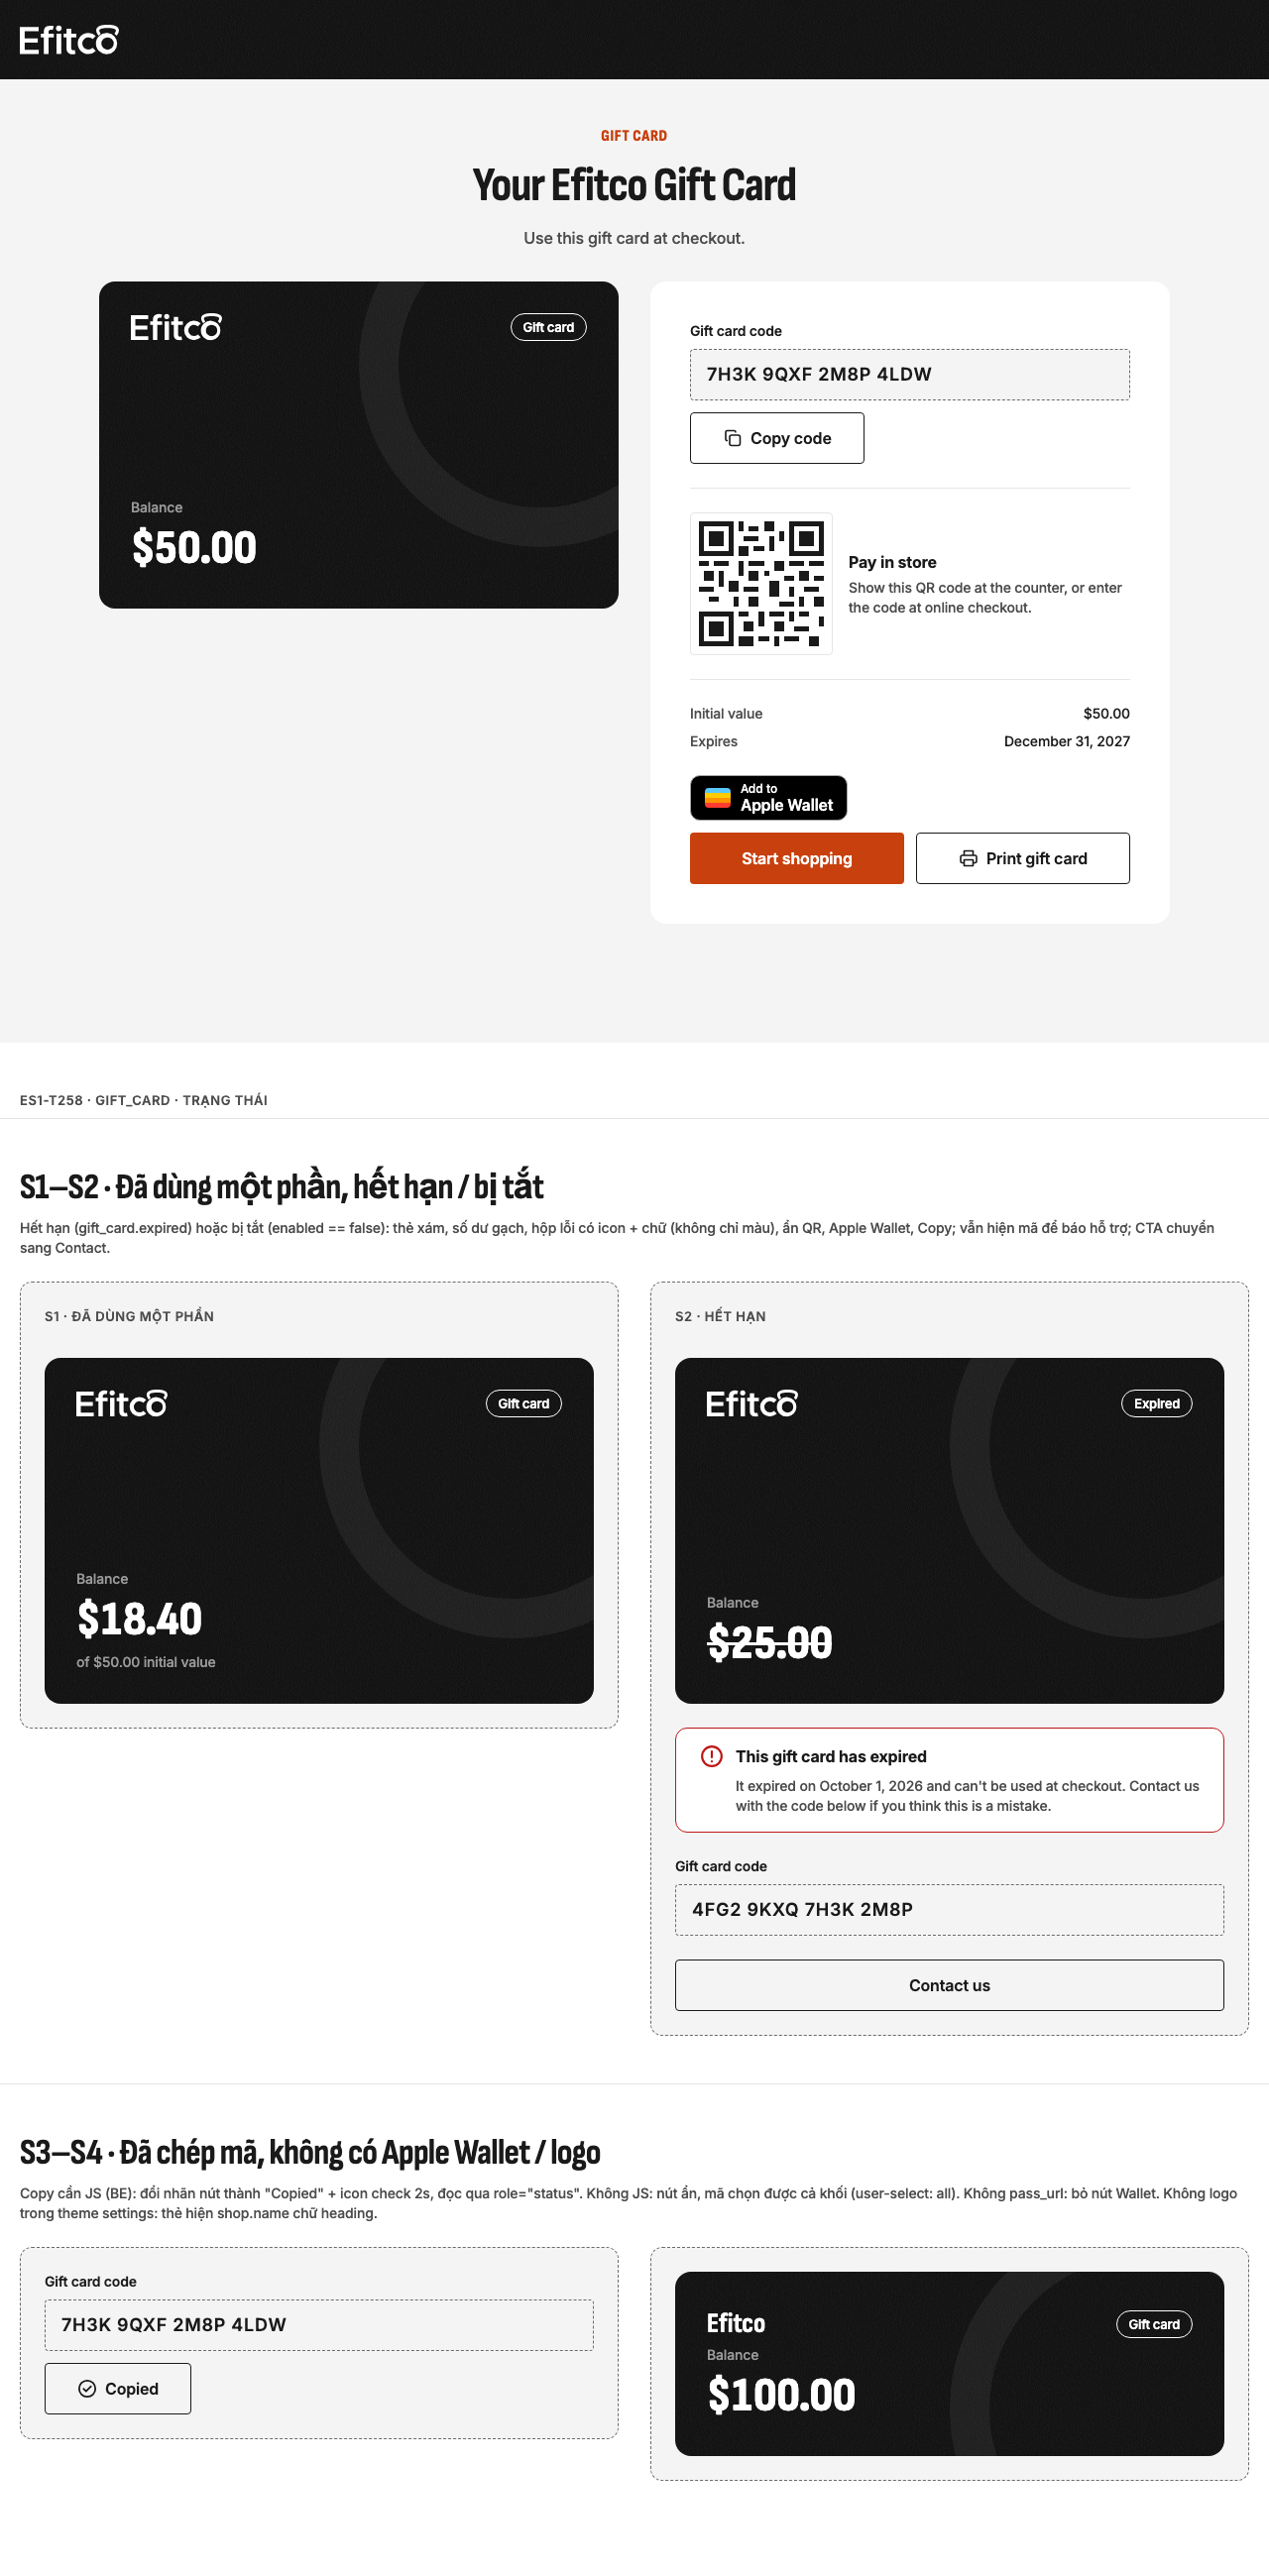 Efitco
GIFT CARD
Your Efitco Gift Card
Use this gift card at checkout.
Efitco
Gift card
Balance
$50.00
Gift card code
7H3K 9QXF 2M8P 4LDW
Copy code
Pay in store
Show this QR code at the counter, or enter
the code at online checkout.
Initial value
$50.00
Expires
December 31, 2027
Add to
Apple Wallet
Start shopping
Print gift card
ES1-T258 · GIFT_CARD · TRẠNG THÁI
S1–S2 · Đã dùng một phần, hết hạn / bị tắt
Hết hạn (gift_card.expired) hoặc bị tắt (enabled == false): thẻ xám, số dư gạch, hộp lỗi có icon + chữ (không chỉ màu), ẩn QR, Apple Wallet, Copy; vẫn hiện mã để báo hỗ trợ; CTA chuyển
sang Contact.
S1 · ĐÃ DÙNG MỘT PHẦN
Efitco
Gift card
Balance
$18.40
of $50.00 initial value
S2 · HẾT HẠN
Efitco
Expired
Balance
$25.00
This gift card has expired
It expired on October 1, 2026 and can't be used at checkout. Contact us
with the code below if you think this is a mistake.
Gift card code
4FG2 9KXQ 7H3K 2M8P
Contact us
S3–S4 · Đã chép mã, không có Apple Wallet / logo
Copy cần JS (BE): đổi nhãn nút thành "Copied" + icon check 2s, đọc qua role="status". Không JS: nút ẩn, mã chọn được cả khối (user-select: all). Không pass_url: bỏ nút Wallet. Không logo
trong theme settings: thẻ hiện shop.name chữ heading.
Gift card code
7H3K 9QXF 2M8P 4LDW
Copied
Efitco
Gift card
Balance
$100.00